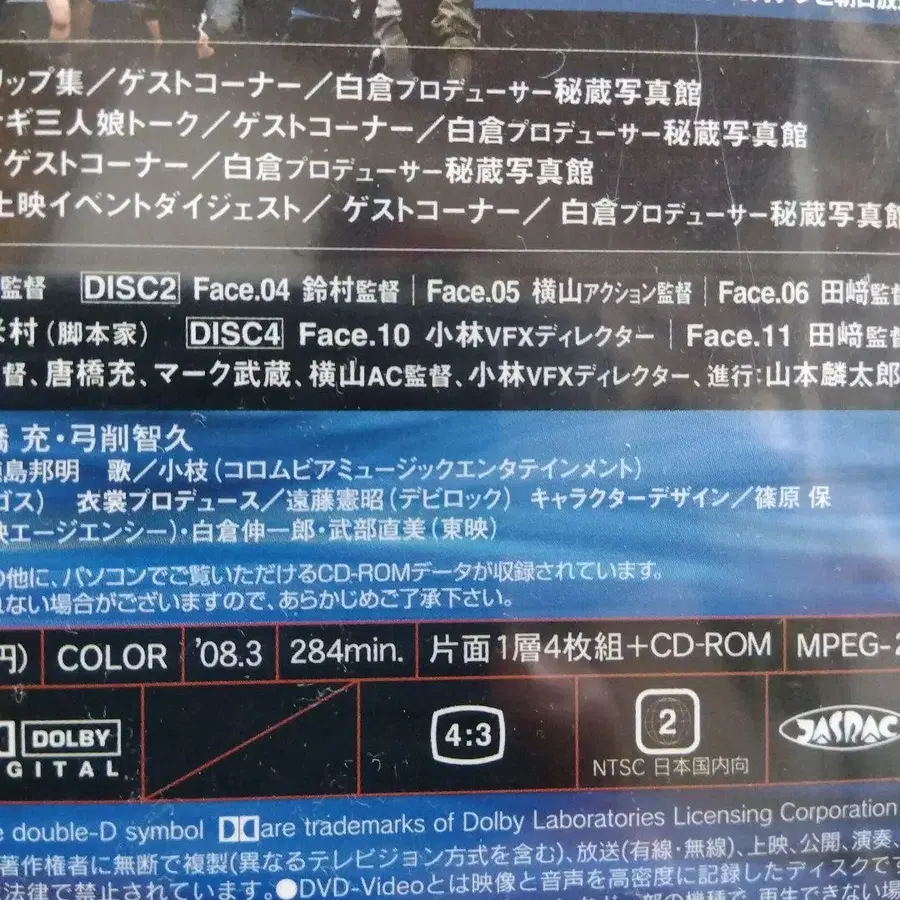 リップ集／ゲストコーナー／白倉プロデューサー秘蔵写真館
ギ三人娘トーク／ゲストコーナー／白倉プロデューサー秘蔵写真館
／ゲストコーナー／白倉プロデューサー秘蔵写真館
上映イベントダイジェスト／ゲストコーナー／白倉プロデューサー秘蔵写真館
監督 DISC2 Face.04 鈴村監督｜Face.05 横山アクション監督｜Face.06 田﨑監督
米村（脚本家） DISC4 Face.10 小林VFXディレクター｜Face.11 田﨑監督
督、唐橋充、マーク武蔵、横山AC監督、小林VFXディレクター、進行：山本麟太郎
橋 充・弓削智久
島邦明 歌／小枝（コロムビアミュージックエンタテインメント）
ゴス） 衣裳プロデュース／遠藤憲昭（デビロック） キャラクターデザイン／篠原 保
映エージエンシー）・白倉伸一郎・武部直美（東映）
の他に、パソコンでご覧いただけるCD-ROMデータが収録されています。
れない場合がございますので、あらかじめご了承下さい。
円） COLOR '08.3 284min. 片面1層4枚組＋CD-ROM MPEG-2
DOLBY
DIGITAL
4:3
2
NTSC 日本国内向
JASRAC
e double-D symbol are trademarks of Dolby Laboratories Licensing Corporation
著作権者に無断で複製（異なるテレビジョン方式を含む）、放送（有線・無線）、上映、公開、演奏、
法律で禁止されています。●DVD-Videoとは映像と音声を高密度に記録したディスクです